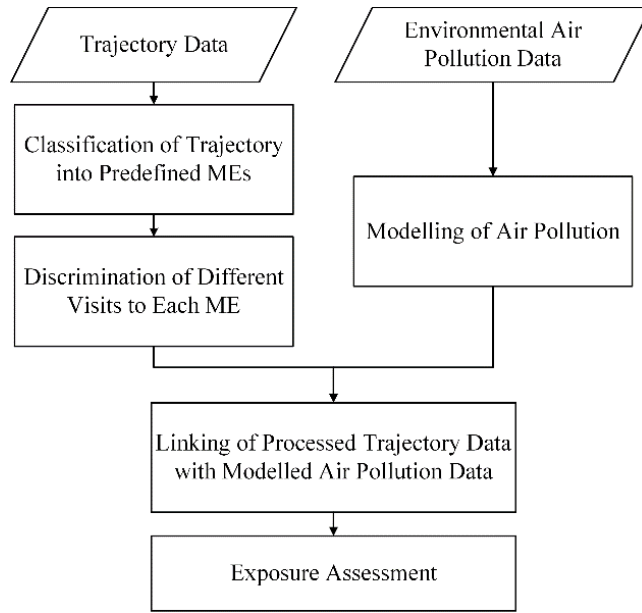 Trajectory Data
Environmental Air
Pollution Data
Classification of Trajectory
into Predefined MEs
Modelling of Air Pollution
Discrimination of Different
Visits to Each ME
Linking of Processed Trajectory Data
with Modelled Air Pollution Data
Exposure Assessment